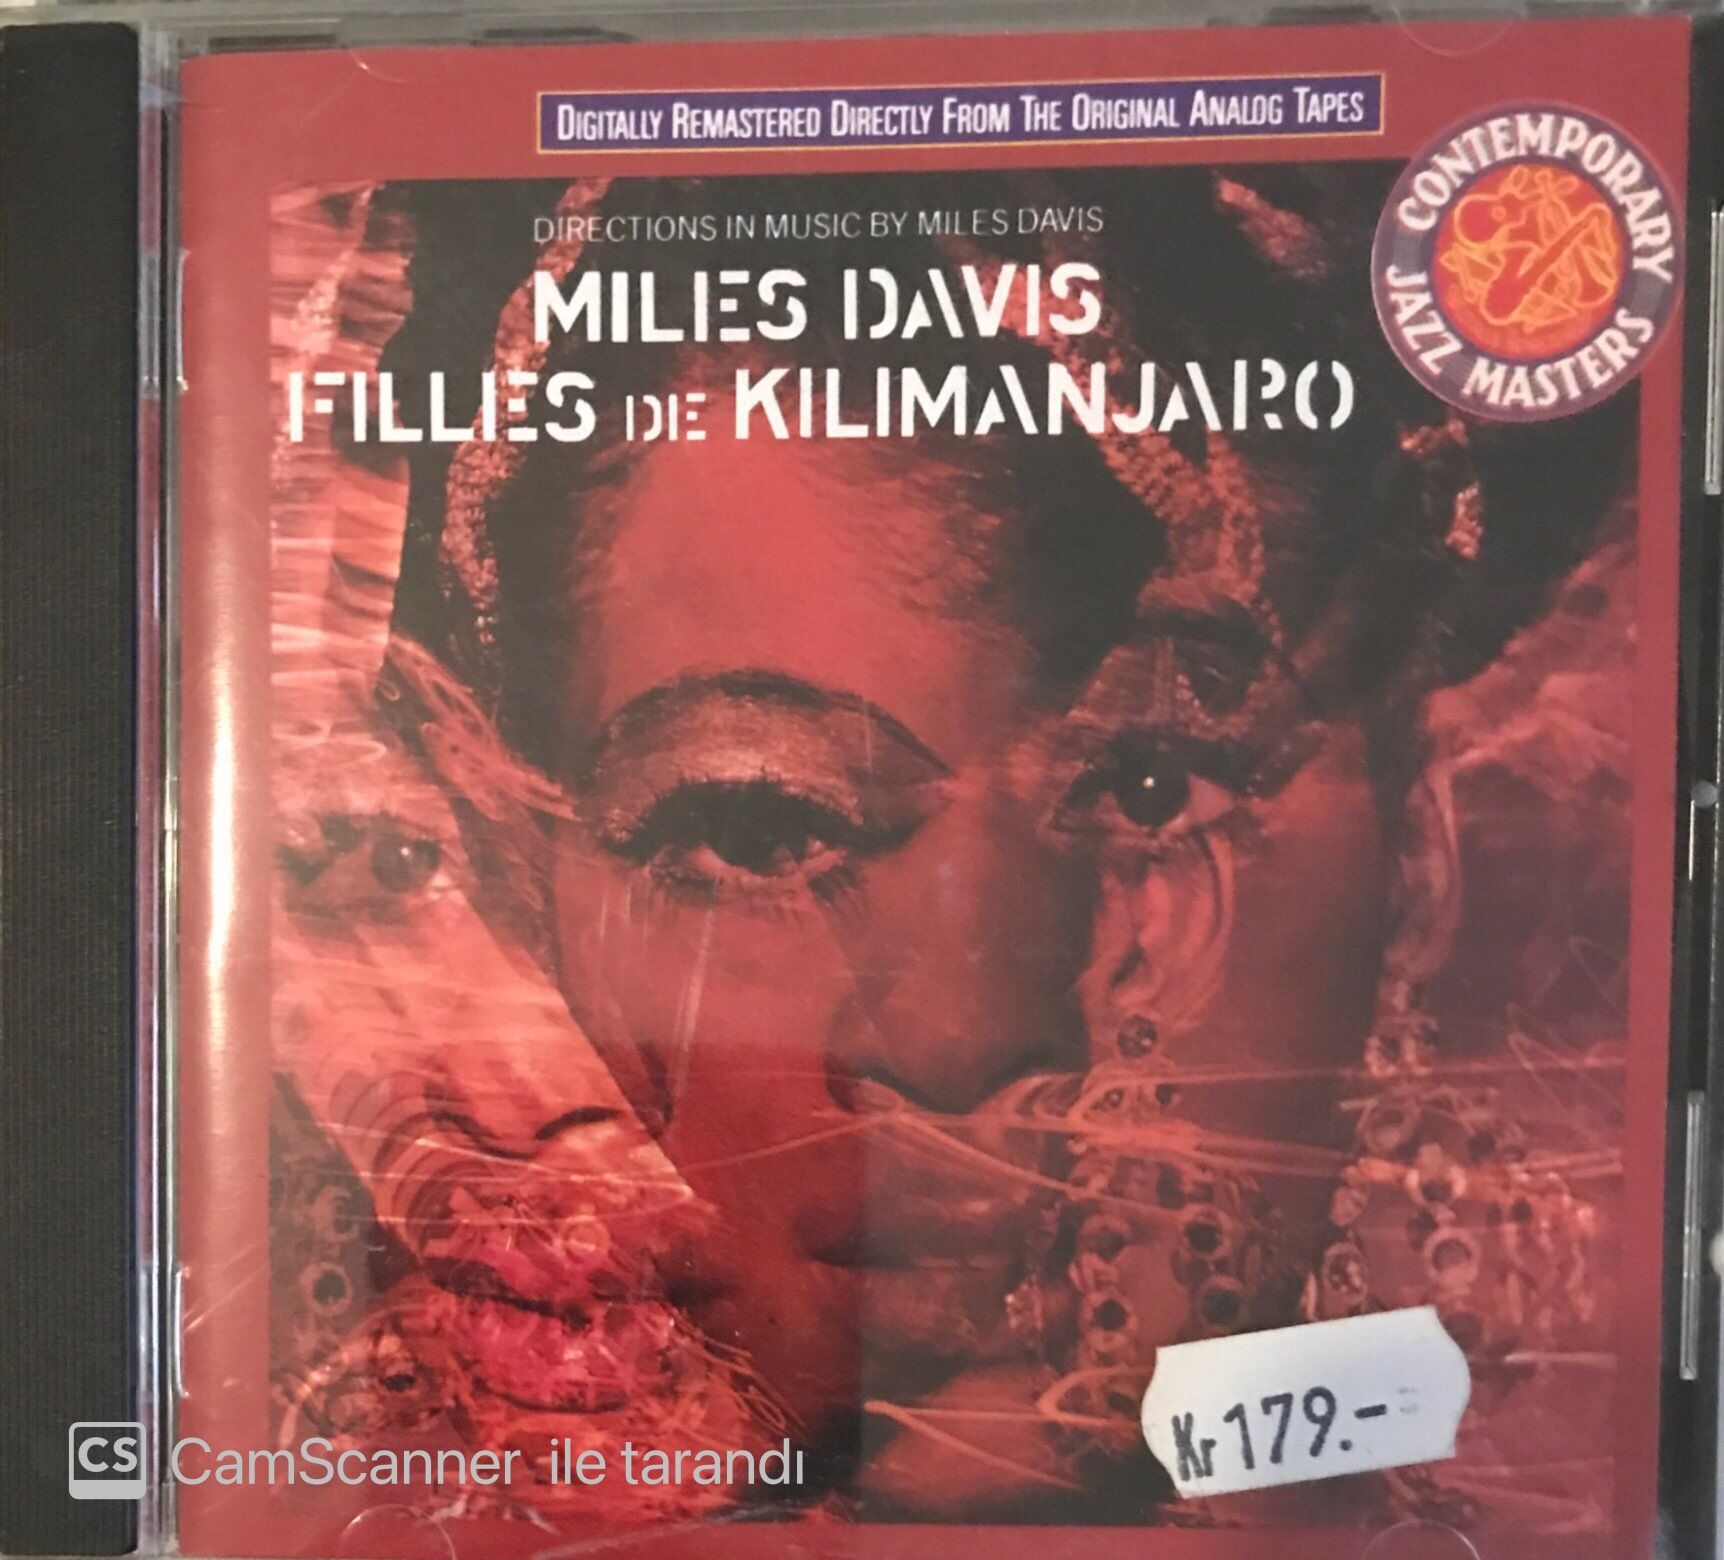 DIGITALLY REMASTERED DIRECTLY FROM THE ORIGINAL ANALOG TAPES
CONTEMPORARY
JAZZ MASTERS
DIRECTIONS IN MUSIC BY MILES DAVIS
MILES DAVIS
FILLES DE KILIMANJARO
Kr 179.-
CS CamScanner ile tarandı